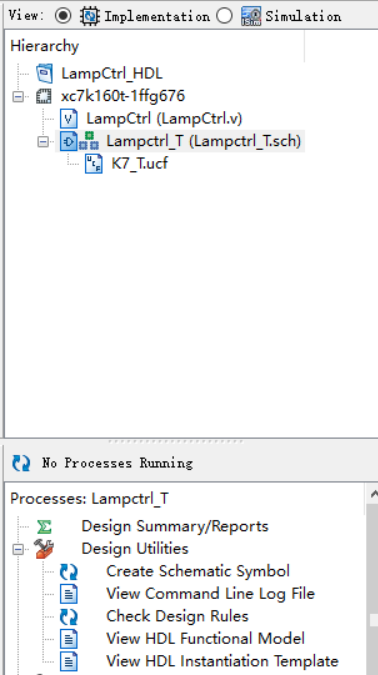 View: Implementation Simulation
Hierarchy
LampCtrl_HDL
xc7k160t-1ffg676
LampCtrl (LampCtrl.v)
Lampctrl_T (Lampctrl_T.sch)
K7_T.ucf
No Processes Running
Processes: Lampctrl_T
Design Summary/Reports
Design Utilities
Create Schematic Symbol
View Command Line Log File
Check Design Rules
View HDL Functional Model
View HDL Instantiation Template